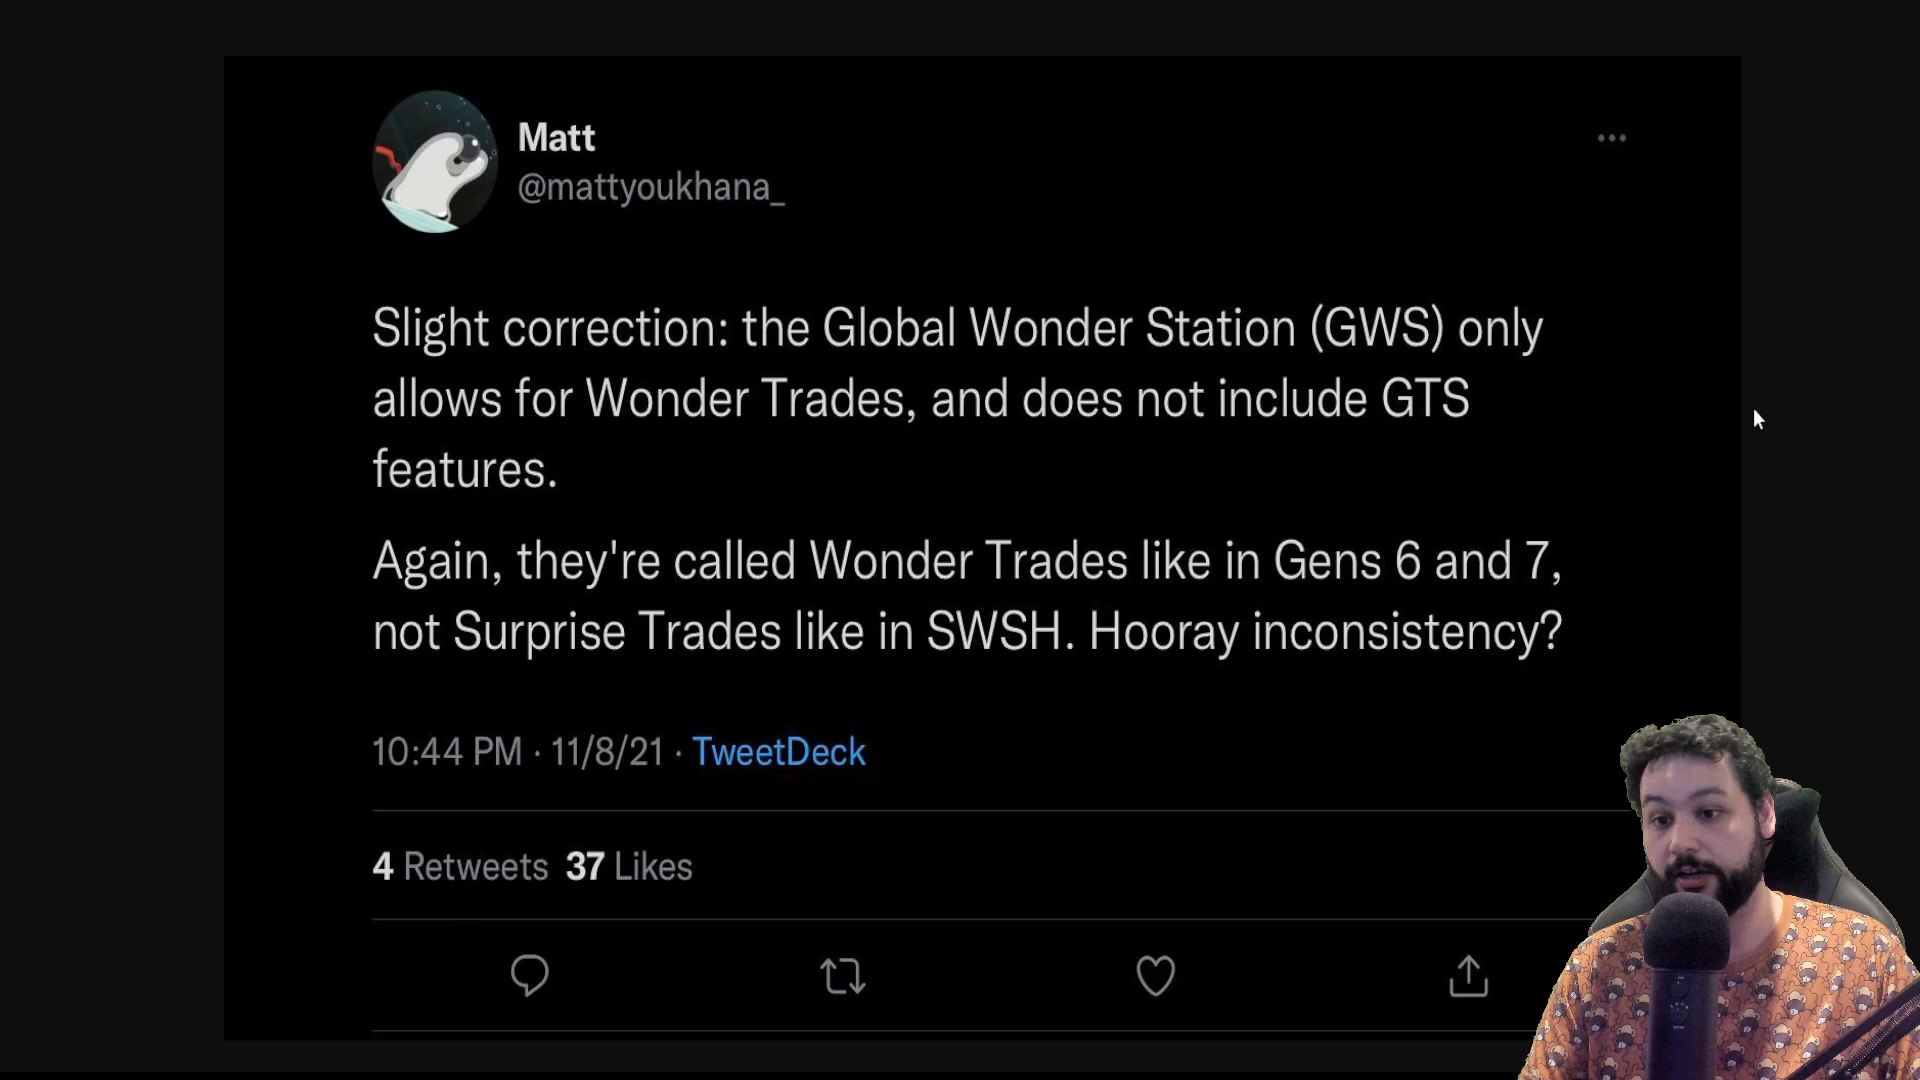 Matt
@mattyoukhana_
Slight correction: the Global Wonder Station (GWS) only
allows for Wonder Trades, and does not include GTS
features.
Again, they're called Wonder Trades like in Gens 6 and 7,
not Surprise Trades like in SWSH. Hooray inconsistency?
10:44 PM · 11/8/21 · TweetDeck
4 Retweets 37 Likes